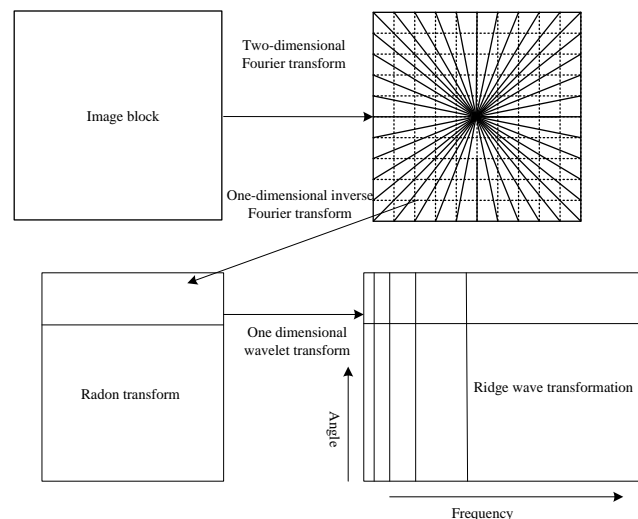 Two-dimensional
Fourier transform
Image block
One-dimensional inverse
Fourier transform
One dimensional
wavelet transform
Radon transform
Ridge wave transformation
Angle
Frequency